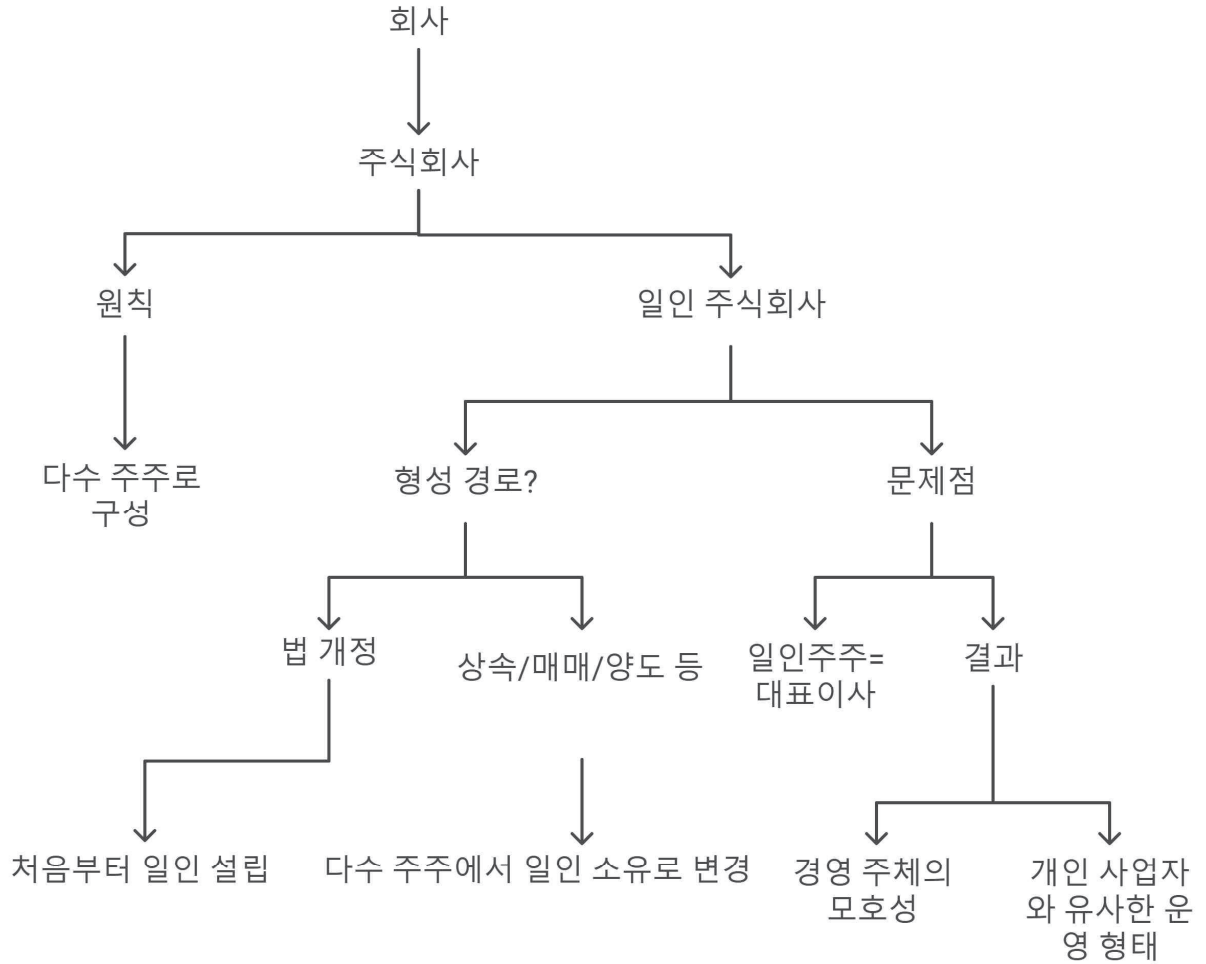 회사
주식회사
원칙
일인 주식회사
다수 주주로
구성
형성 경로?
문제점
법 개정
상속/매매/양도 등
일인주주=
대표이사
결과
처음부터 일인 설립
다수 주주에서 일인 소유로 변경
경영 주체의
모호성
개인 사업자
와 유사한 운
영 형태